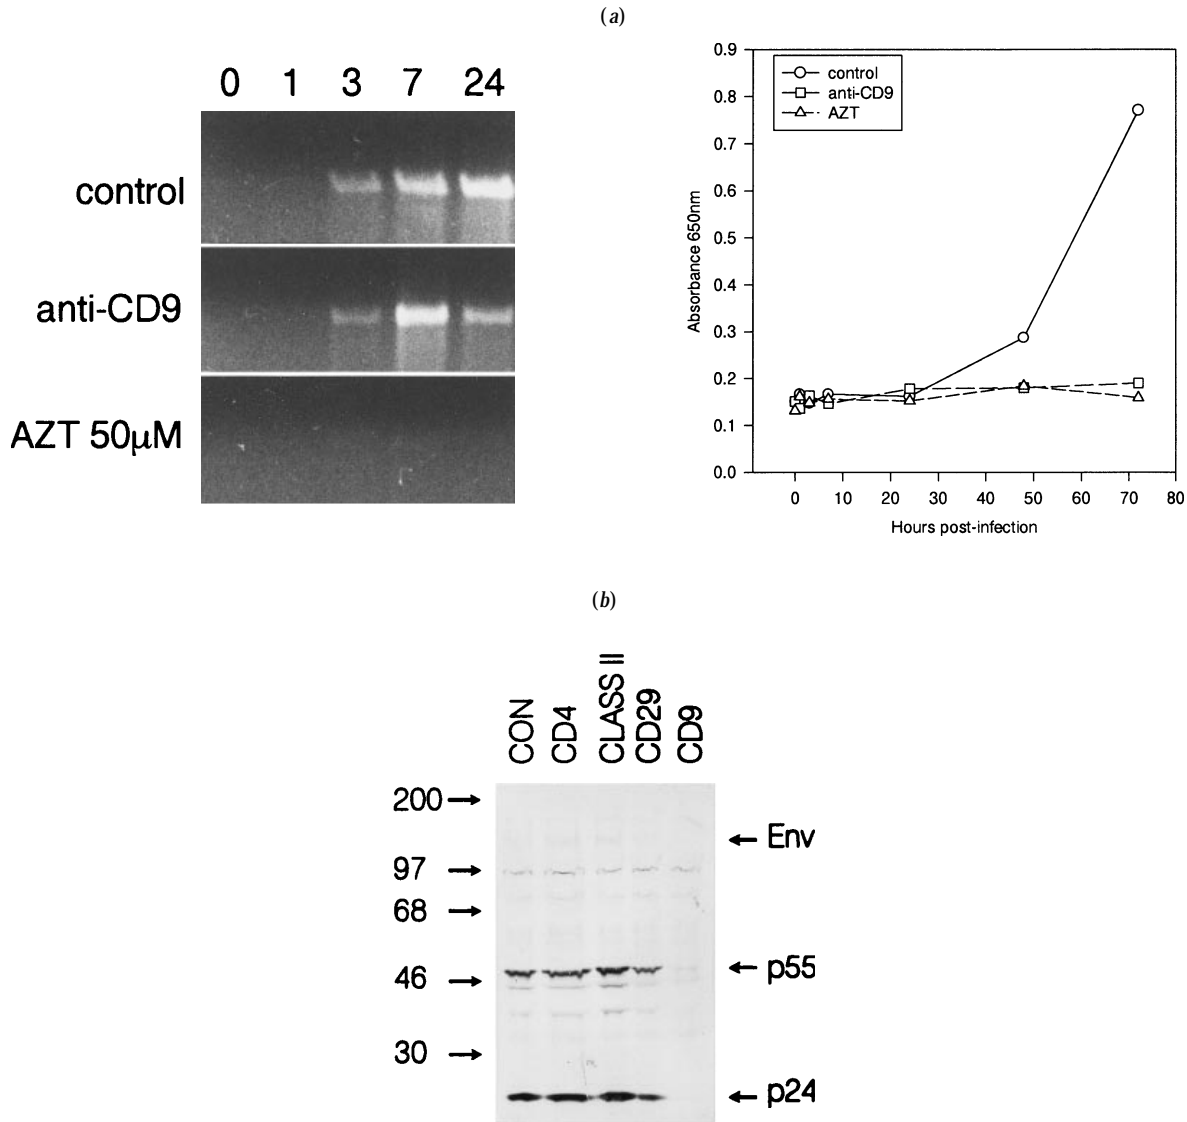 (a)
0 1 3 7 24
control
anti-CD9
AZT 50μM
0.9
0.8
0.7
0.6
0.5
0.4
0.3
0.2
0.1
0.0
Absorbance 650nm
control
anti-CD9
AZT
0 10 20 30 40 50 60 70 80
Hours post-infection
(b)
CON
CD4
CLASS II
CD29
CD9
200
97
68
46
30
Env
p55
p24